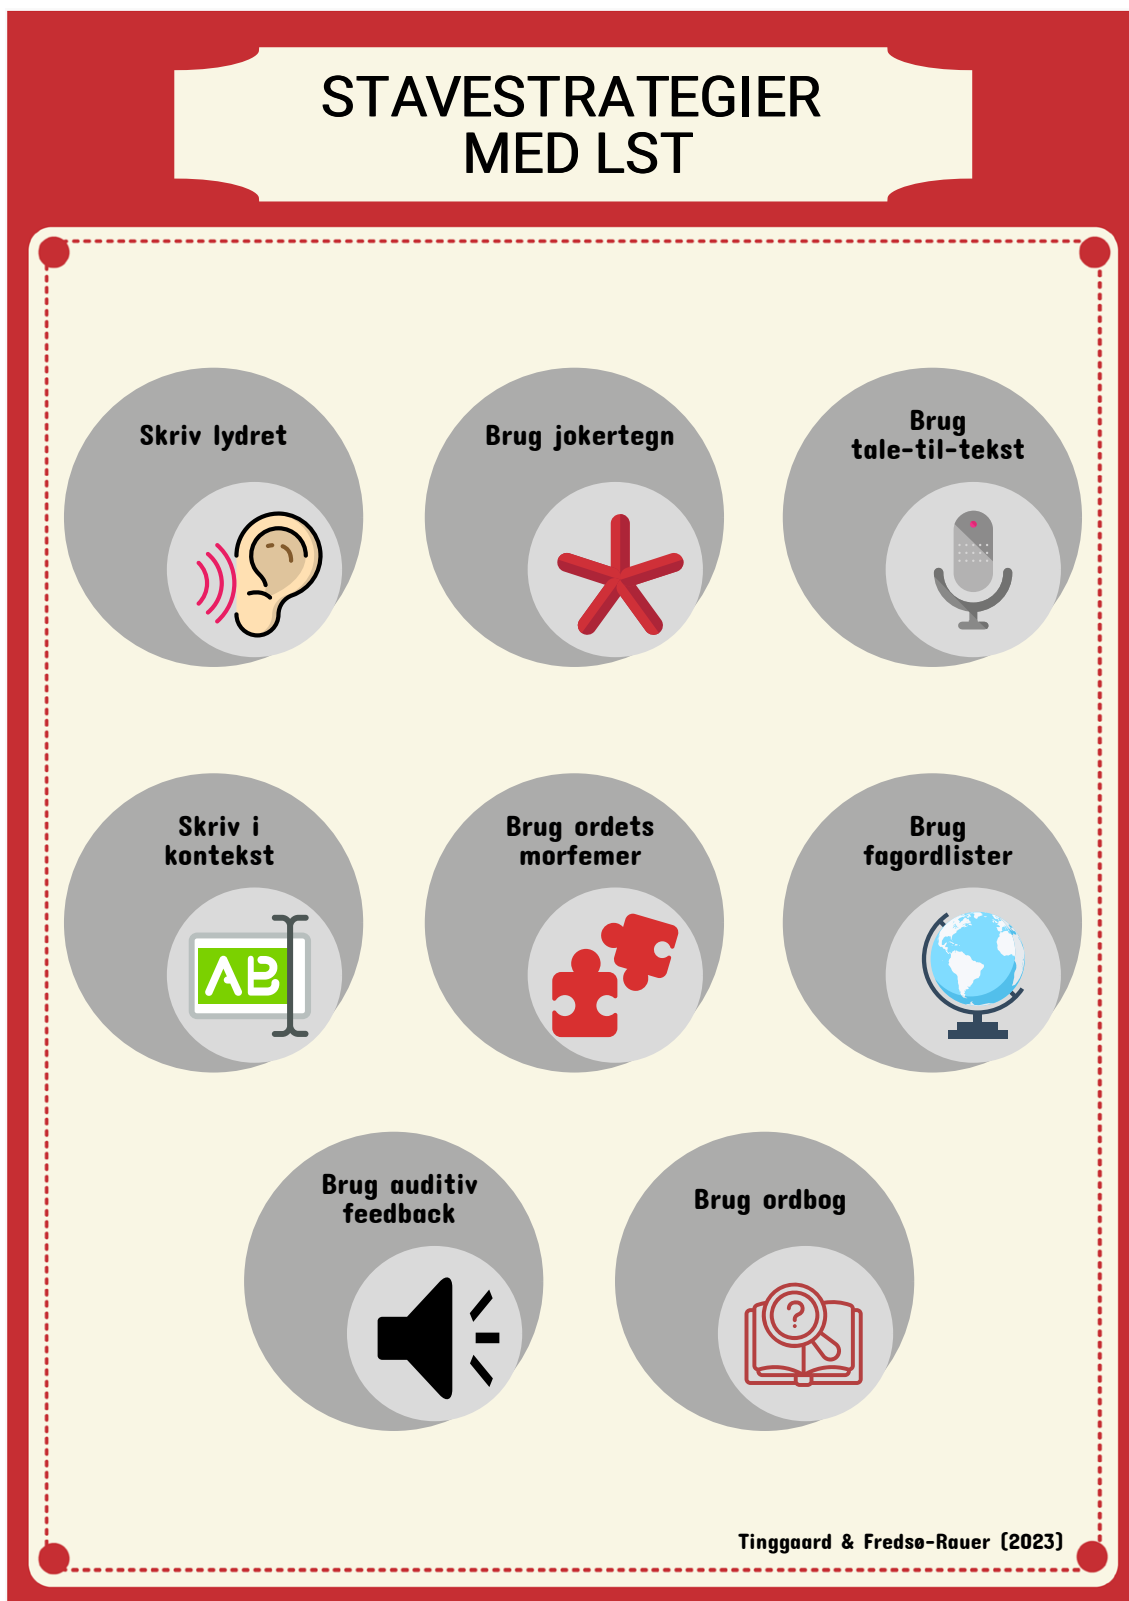 STAVESTRATEGIER
MED LST
Skriv lydret
Brug jokertegn
Brug
tale-til-tekst
Skriv i
kontekst
AB
Brug ordets
morfemer
Brug
fagordlister
Brug auditiv
feedback
Brug ordbog
?
Tinggaard & Fredsø-Rauer (2023)